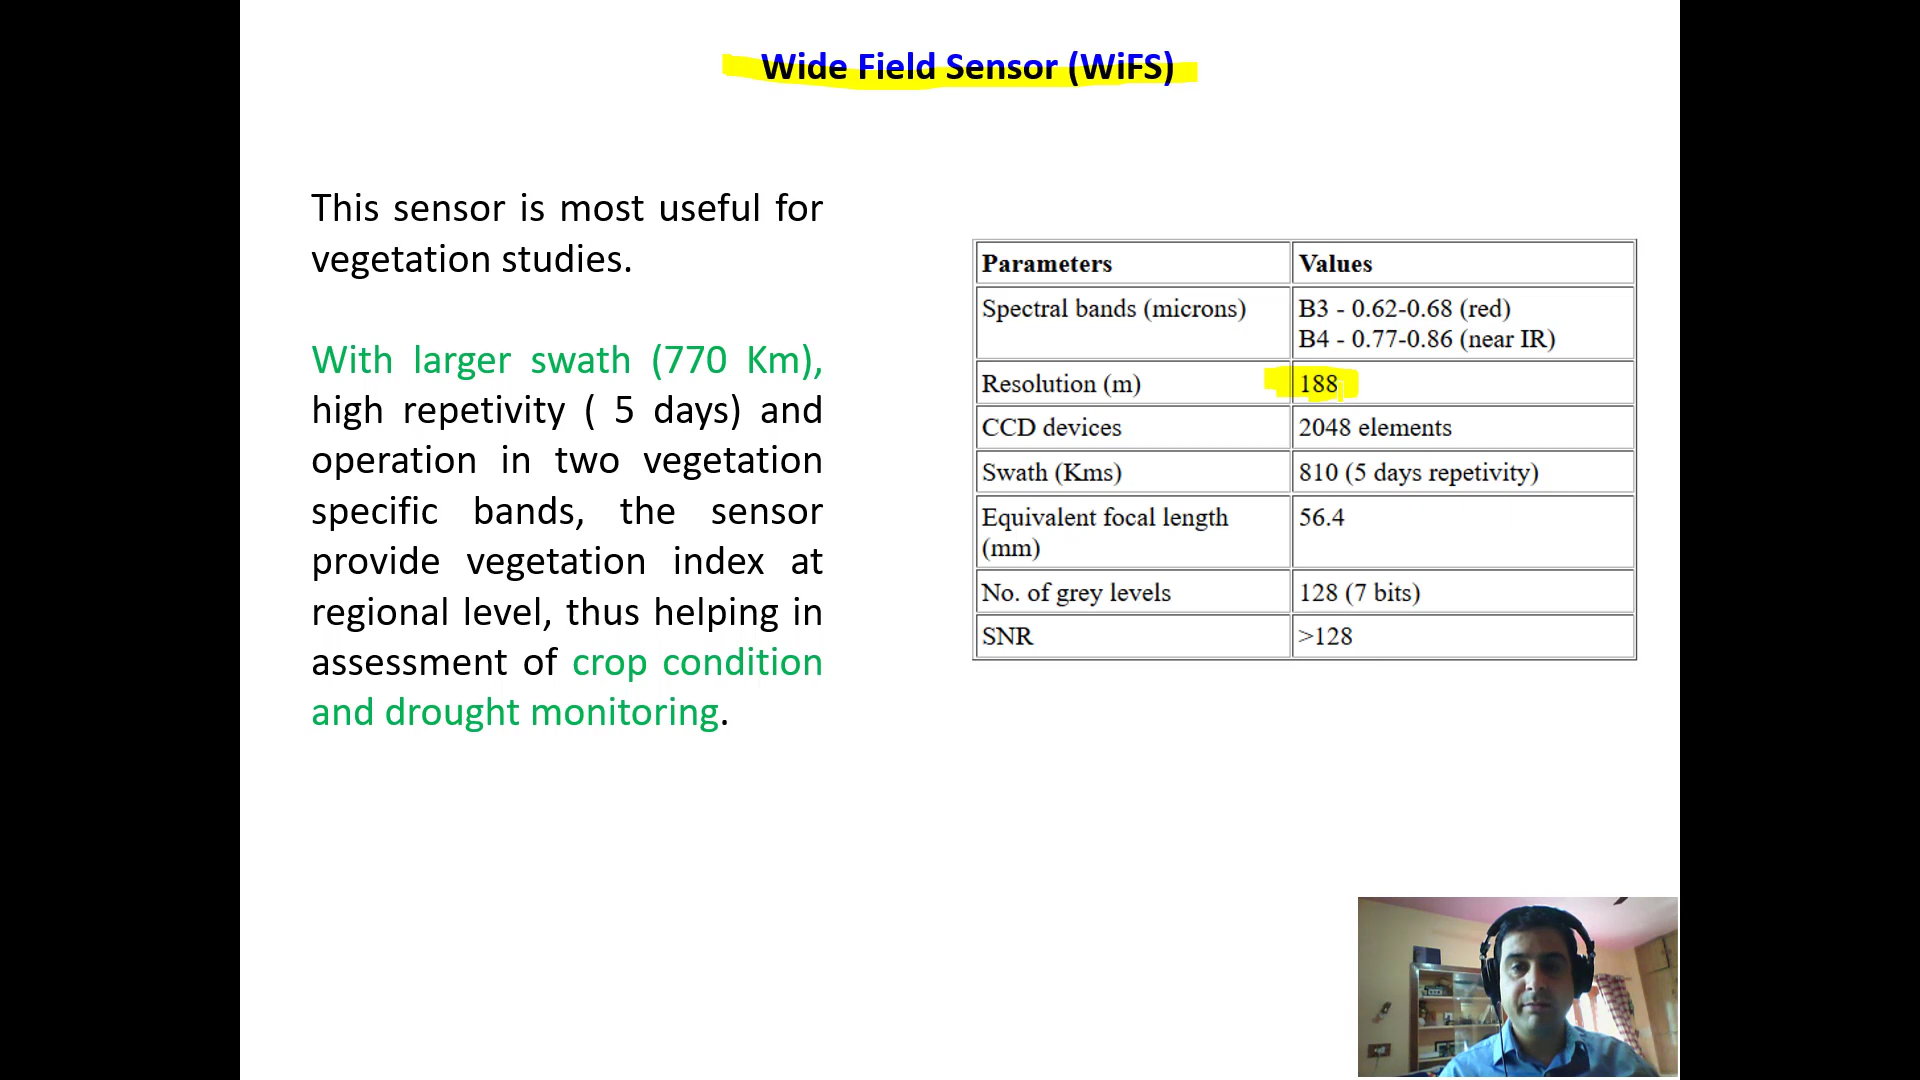 Wide Field Sensor (WiFS)
This sensor is most useful for
vegetation studies.
With larger swath (770 Km),
high repetivity ( 5 days) and
operation in two vegetation
specific bands, the sensor
provide vegetation index at
regional level, thus helping in
assessment of crop condition
and drought monitoring.
Parameters Values
Spectral bands (microns) B3 - 0.62-0.68 (red)
B4 - 0.77-0.86 (near IR)
Resolution (m) 188
CCD devices 2048 elements
Swath (Kms) 810 (5 days repetivity)
Equivalent focal length 56.4
(mm)
No. of grey levels 128 (7 bits)
SNR >128